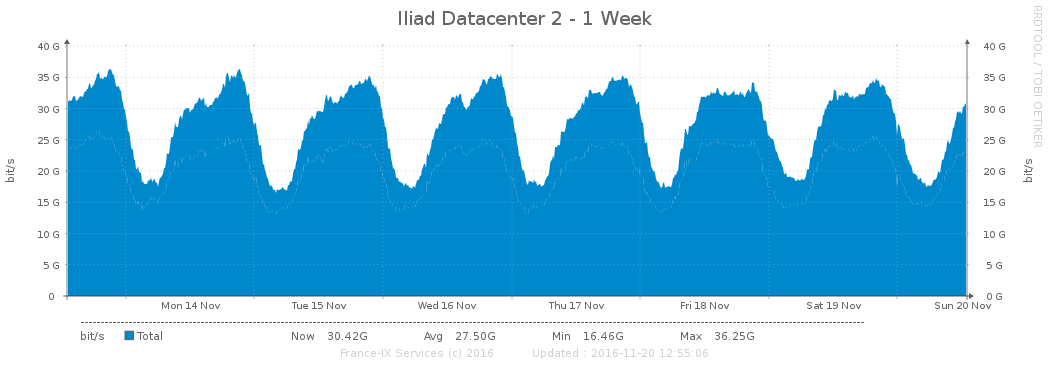 Iliad Datacenter 2 - 1 Week
RRDTOOL / TOBI OETIKER
40 G 40 G
35 G 35 G
30 G 30 G
25 G 25 G
20 G 20 G
15 G 15 G
10 G 10 G
5 G 5 G
0 0 G
bit/s
bit/s
Mon 14 Nov Tue 15 Nov Wed 16 Nov Thu 17 Nov Fri 18 Nov Sat 19 Nov Sun 20 Nov
bit/s Total Now 30.42G Avg 27.50G Min 16.46G Max 36.25G
France-IX Services (c) 2016 Updated : 2016-11-20 12:55:06